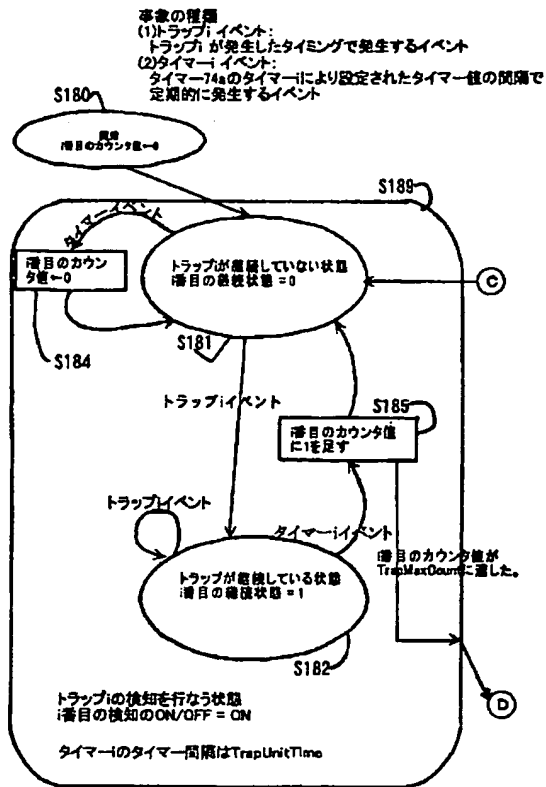 事象の種類
(1)トラップi イベント:
トラップi が発生したタイミングで発生するイベント
(2)タイマーi イベント:
タイマー74aのタイマーiにより設定されたタイマー値の間隔で
定期的に発生するイベント
S180
開始
i番目のカウンタ値←0
S189
タイマーiイベント
i番目のカウン
タ値←0
トラップiが継続していない状態
i番目の継続状態 = 0
C
S181
S184
トラップiイベント
S185
i番目のカウンタ値
に1を足す
トラップiイベント
タイマーiイベント
i番目のカウンタ値が
TrapMaxCountに達した。
トラップが継続している状態
i番目の継続状態 = 1
S182
D
トラップiの検知を行なう状態
i番目の検知のON/OFF = ON
タイマーiのタイマー間隔はTrapUnitTime